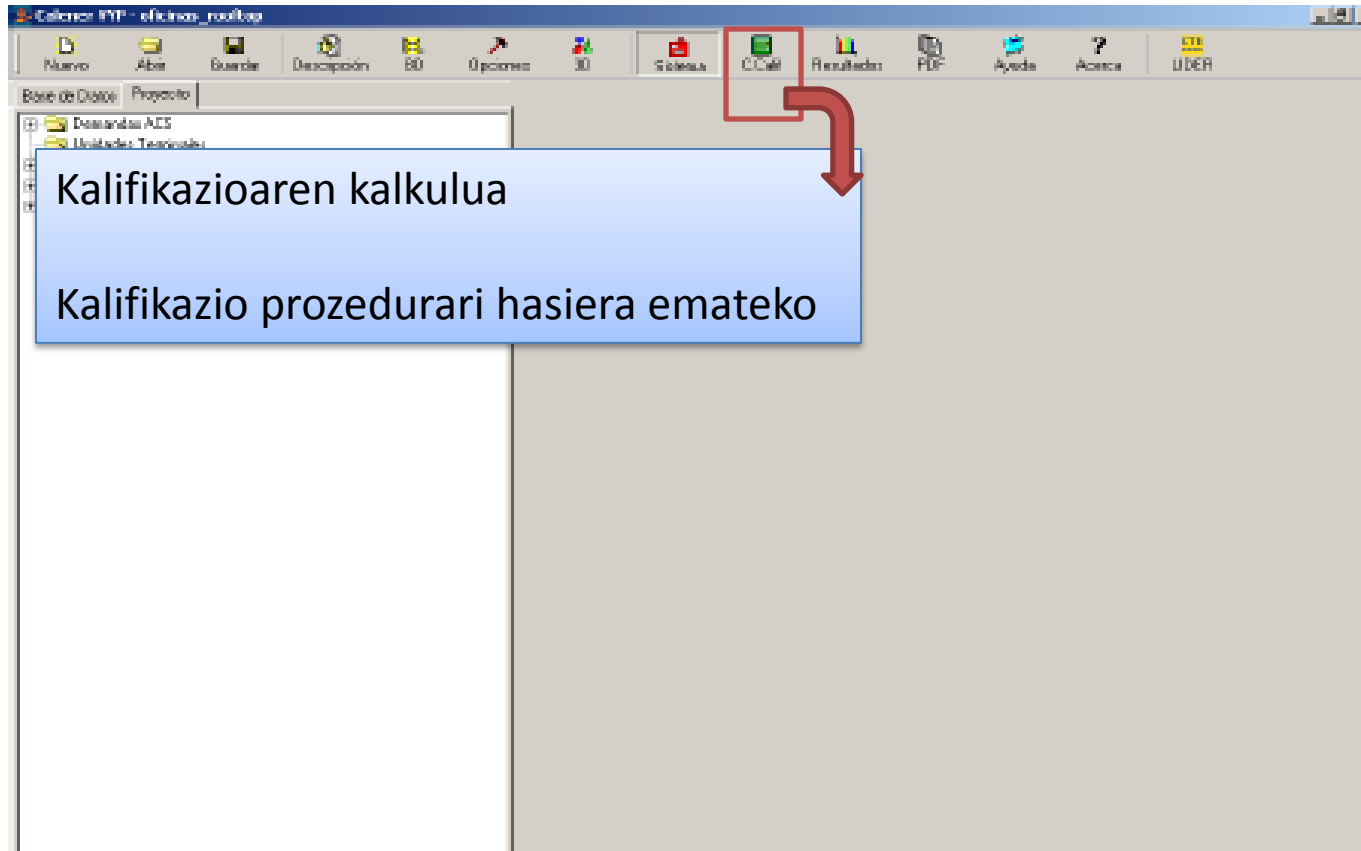 Calener VYP - oficinas_rooftop
Nuevo Abrir Guardar Descripción BD Opciones 3D Sistema C.Calif Resultados PDF Ayuda Acerca LIDER
Base de Datos Proyecto
Demandas ACS
Unidades Terminales
Kalifikazioaren kalkulua
Kalifikazio prozedurari hasiera emateko